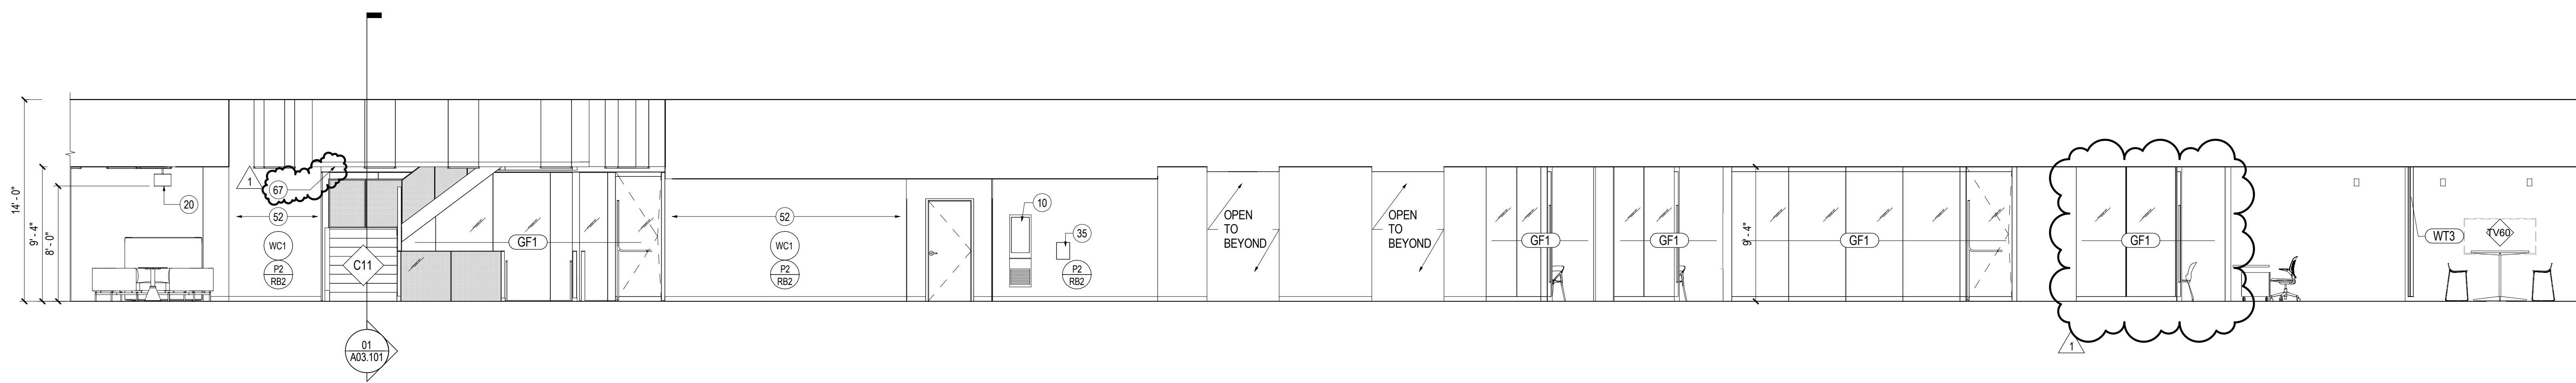 14' - 0"
9' - 4"
8' - 0"
20
1
67
52
WC1
P2
RB2
C11
01
A03.101
GF1
52
WC1
P2
RB2
10
35
P2
RB2
OPEN
TO
BEYOND
OPEN
TO
BEYOND
GF1
GF1
9' - 4"
GF1
GF1
1
WT3
TV60